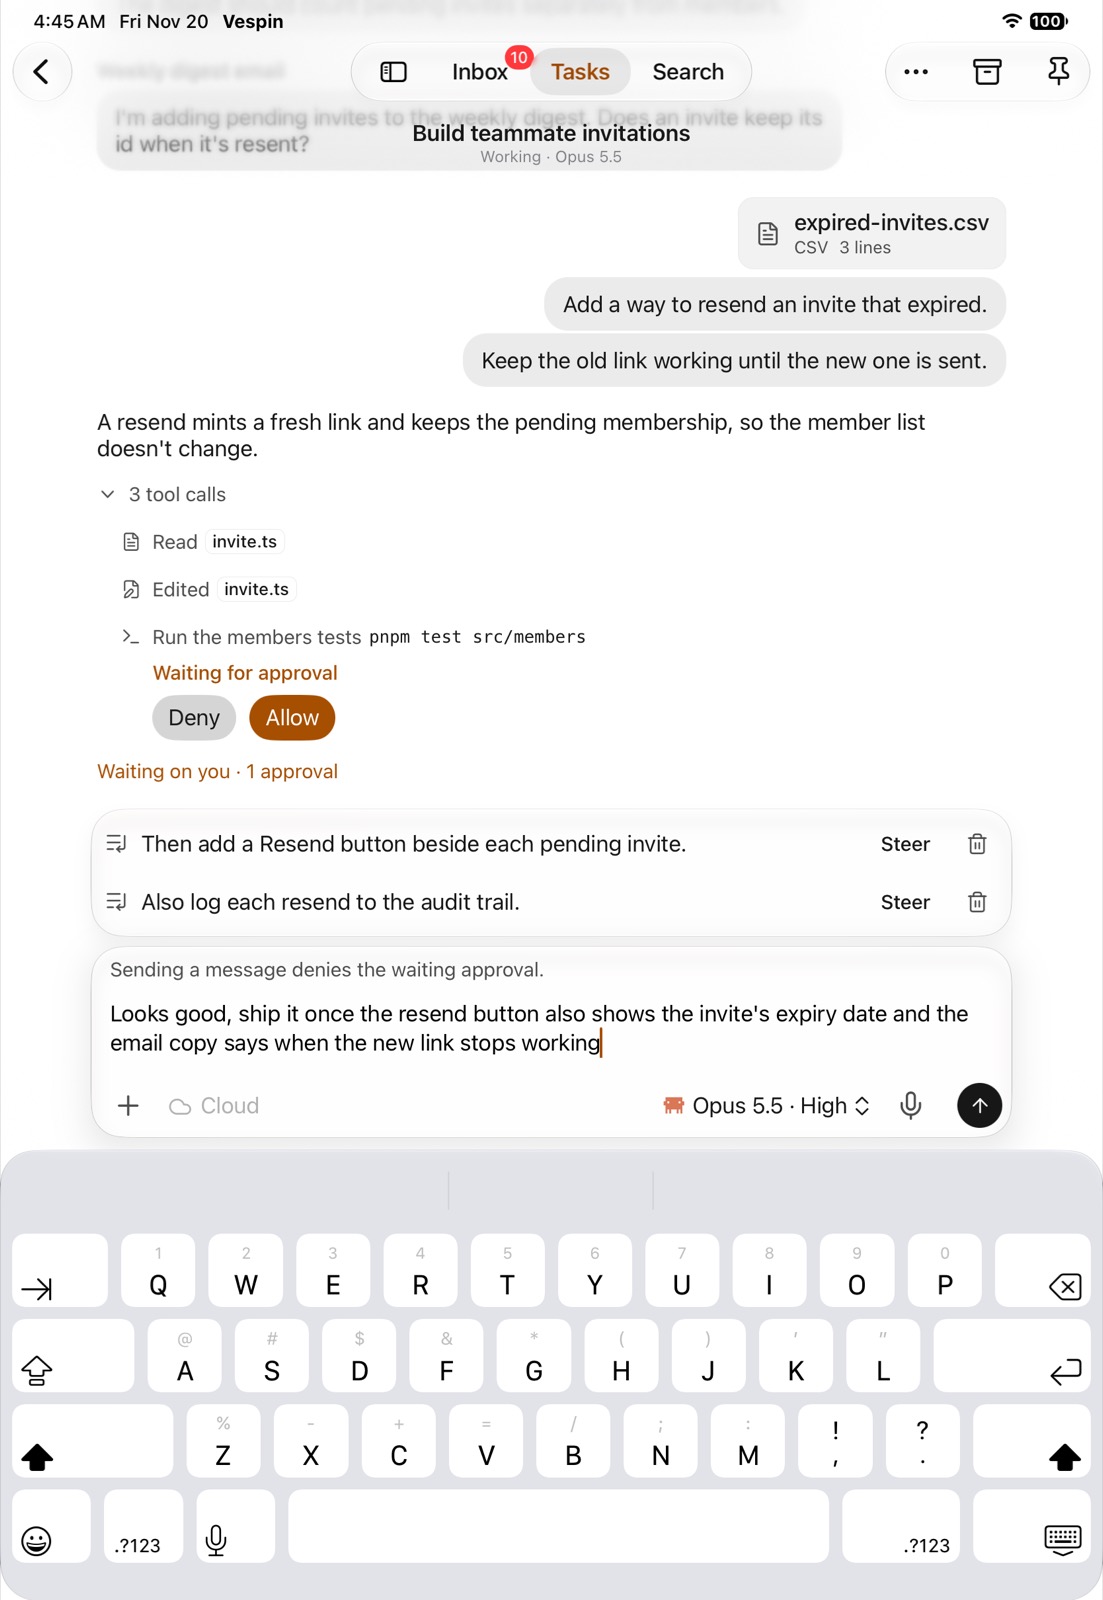 4:45 AM Fri Nov 20 Vespin
100
Inbox 10 Tasks Search
Weekly digest email
I'm adding pending invites to the weekly digest. Does an invite keep its
id when it's resent?
Build teammate invitations
Working · Opus 5.5
expired-invites.csv
CSV 3 lines
Add a way to resend an invite that expired.
Keep the old link working until the new one is sent.
A resend mints a fresh link and keeps the pending membership, so the member list
doesn't change.
3 tool calls
Read invite.ts
Edited invite.ts
Run the members tests pnpm test src/members
Waiting for approval
Deny Allow
Waiting on you · 1 approval
Then add a Resend button beside each pending invite. Steer
Also log each resend to the audit trail. Steer
Sending a message denies the waiting approval.
Looks good, ship it once the resend button also shows the invite's expiry date and the
email copy says when the new link stops working
Cloud Opus 5.5 · High
1 2 3 4 5 6 7 8 9 0
Q W E R T Y U I O P
@ # $ & * ( ) ' "
A S D F G H J K L
% - + = / ; : ! ?
Z X C V B N M , .
.?123 .?123